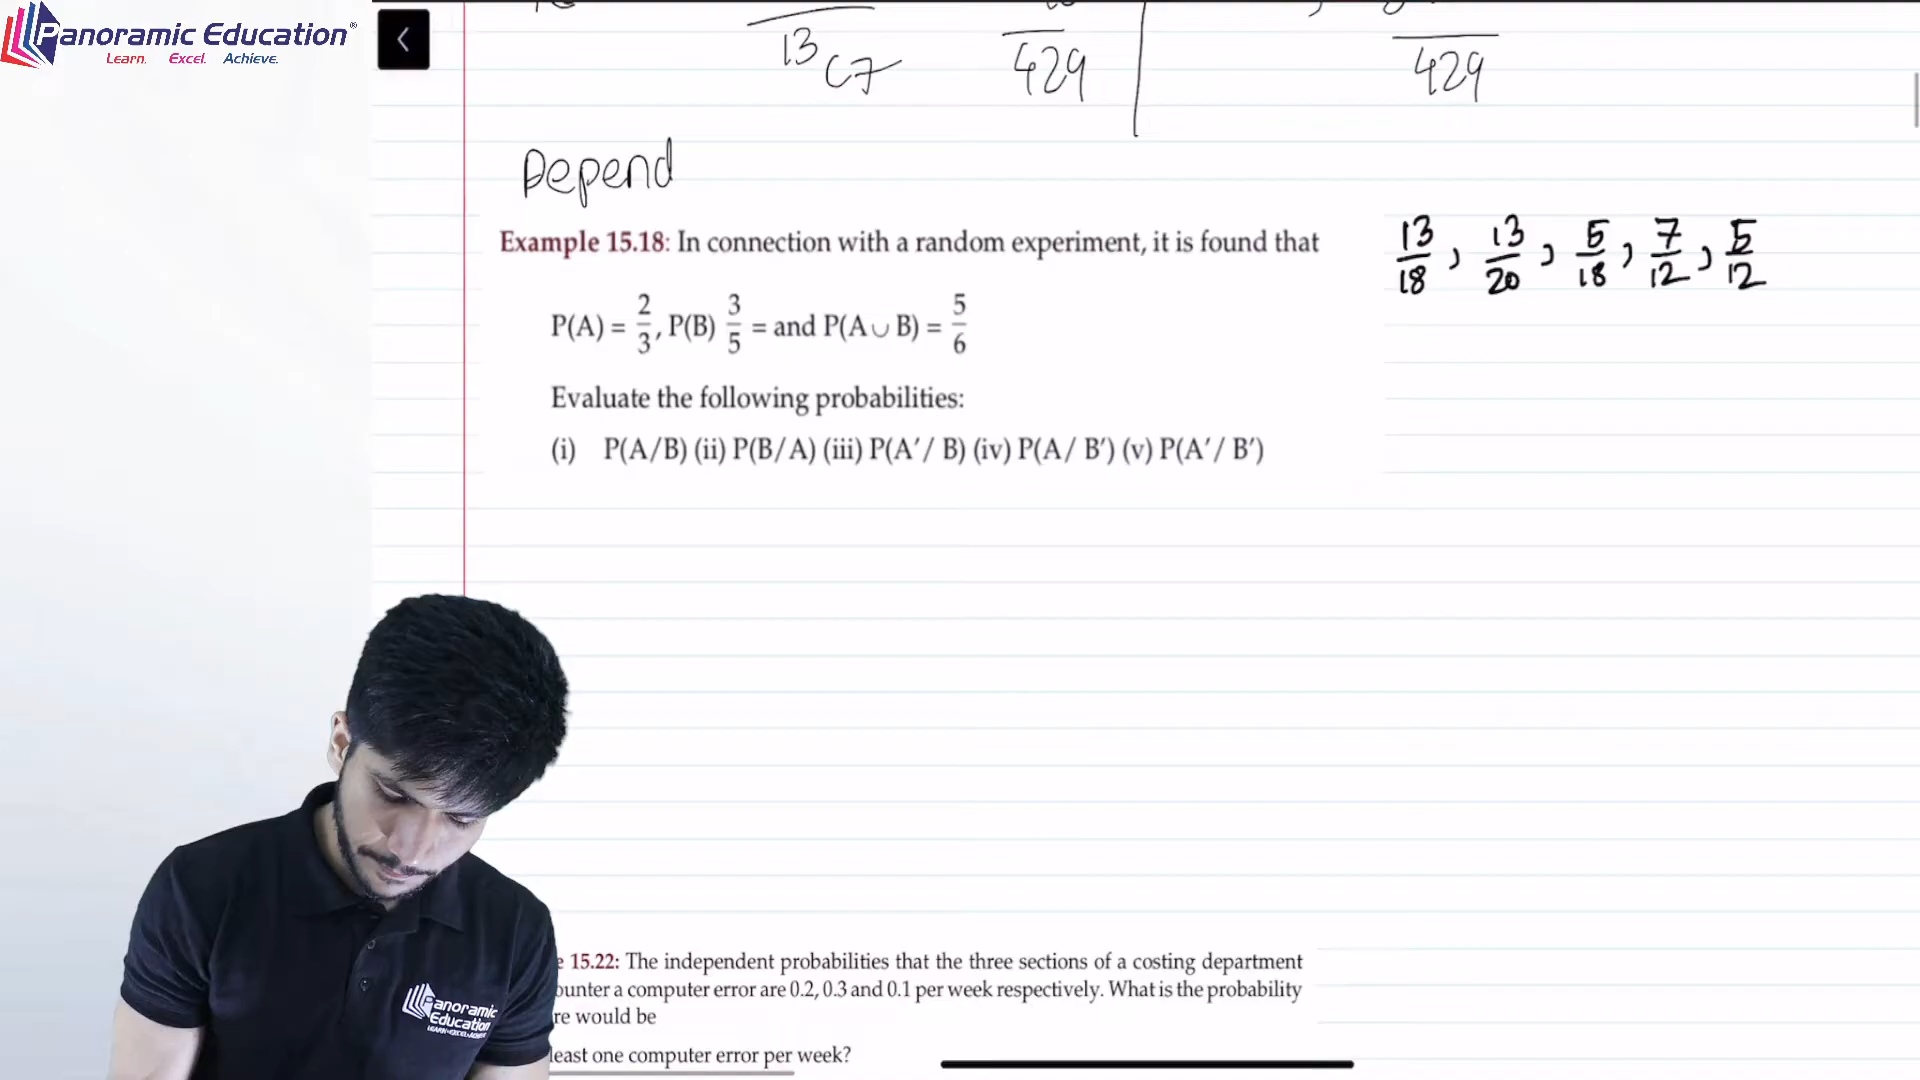 Panoramic Education®
Learn. Excel. Achieve.
13C7
429
429
Depend
Example 15.18: In connection with a random experiment, it is found that
P(A) = 2/3, P(B) 3/5 = and P(A∪B) = 5/6
13/18, 13/20, 5/18, 7/12, 5/12
Evaluate the following probabilities:
(i) P(A/B) (ii) P(B/A) (iii) P(A′/ B) (iv) P(A/ B′) (v) P(A′/ B′)
e 15.22: The independent probabilities that the three sections of a costing department
ounter a computer error are 0.2, 0.3 and 0.1 per week respectively. What is the probability
re would be
least one computer error per week?
Panoramic
Education
LEARN•EXCEL•ACHIEVE